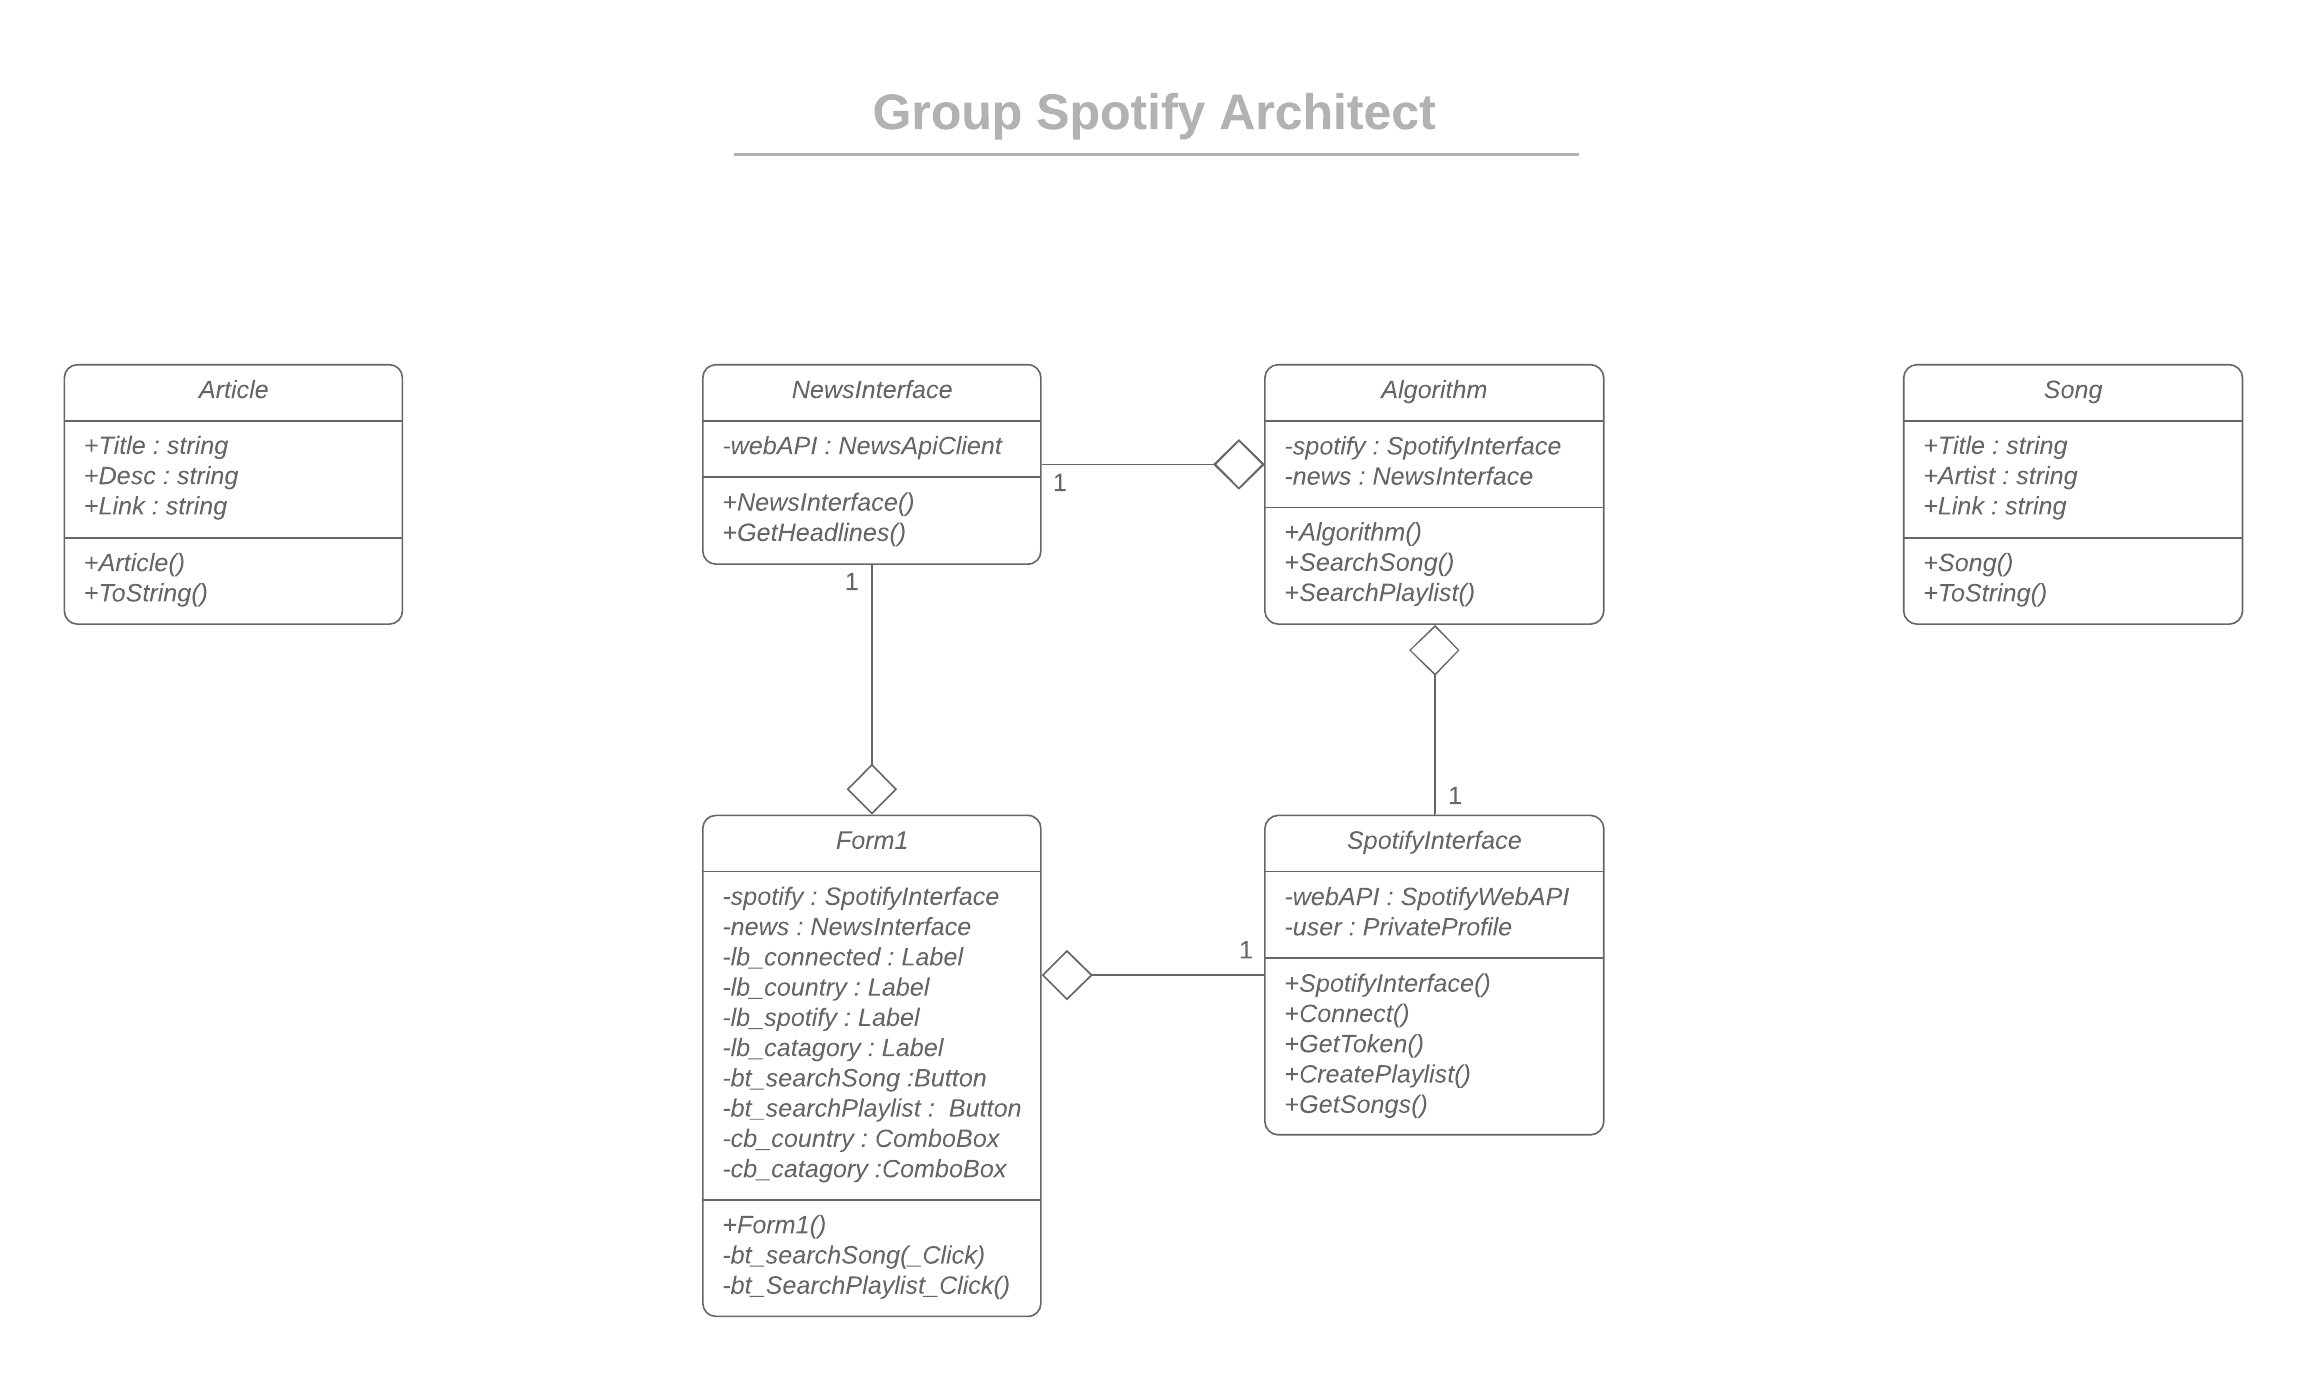 Group Spotify Architect
Article
+Title : string
+Desc : string
+Link : string
+Article()
+ToString()
NewsInterface
-webAPI : NewsApiClient
+NewsInterface()
+GetHeadlines()
1
1
Algorithm
-spotify : SpotifyInterface
-news : NewsInterface
+Algorithm()
+SearchSong()
+SearchPlaylist()
Song
+Title : string
+Artist : string
+Link : string
+Song()
+ToString()
Form1
-spotify : SpotifyInterface
-news : NewsInterface
-lb_connected : Label
-lb_country : Label
-lb_spotify : Label
-lb_catagory : Label
-bt_searchSong :Button
-bt_searchPlaylist :  Button
-cb_country : ComboBox
-cb_catagory :ComboBox
+Form1()
-bt_searchSong(_Click)
-bt_SearchPlaylist_Click()
1
1
SpotifyInterface
-webAPI : SpotifyWebAPI
-user : PrivateProfile
+SpotifyInterface()
+Connect()
+GetToken()
+CreatePlaylist()
+GetSongs()